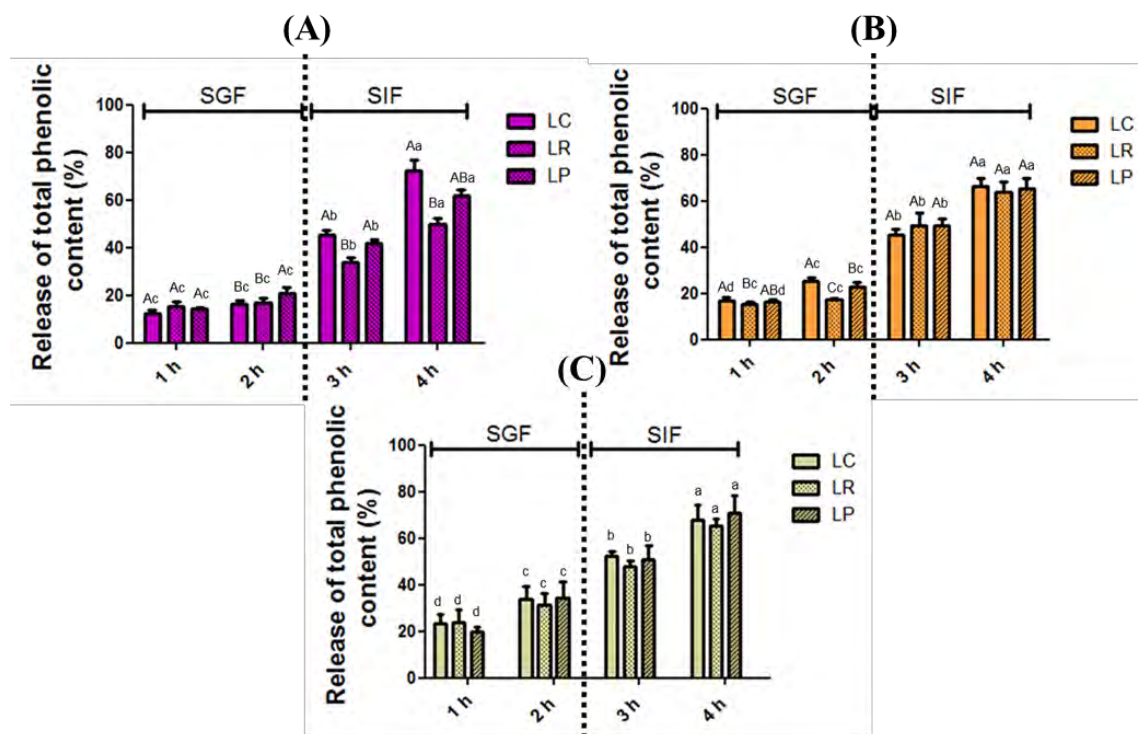 (A)
SGF SIF
Release of total phenolic
content (%)
100
80
60
40
20
0
Ac Ac Ac
Bc Bc Ac
Ab Bb Ab
Aa Ba ABa
1 h 2 h 3 h 4 h
LC
LR
LP
(B)
SGF SIF
Release of total phenolic
content (%)
100
80
60
40
20
0
Ad Bc ABd
Ac Cc Bc
Ab Ab Ab
Aa Aa Aa
1 h 2 h 3 h 4 h
LC
LR
LP
(C)
SGF SIF
Release of total phenolic
content (%)
100
80
60
40
20
0
d d d
c c c
b b b
a a a
1 h 2 h 3 h 4 h
LC
LR
LP